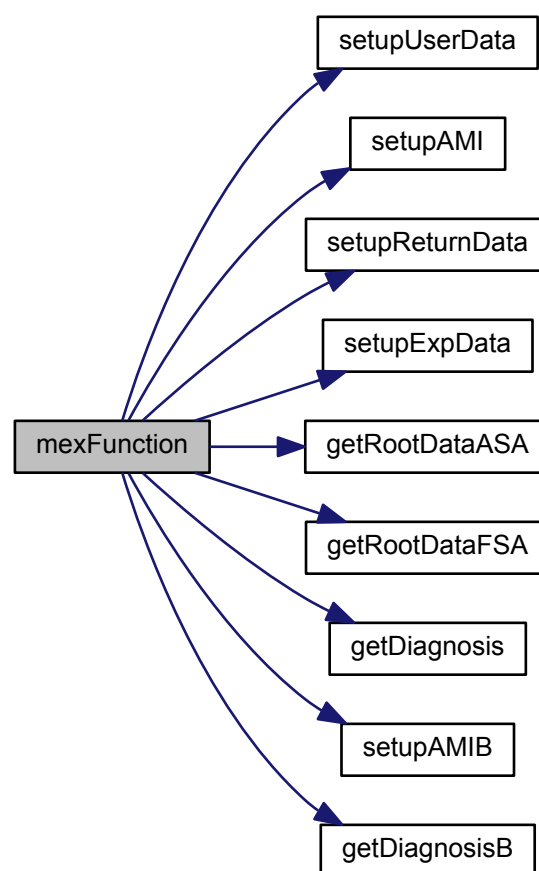 setupUserData
setupAMI
setupReturnData
setupExpData
mexFunction
getRootDataASA
getRootDataFSA
getDiagnosis
setupAMIB
getDiagnosisB